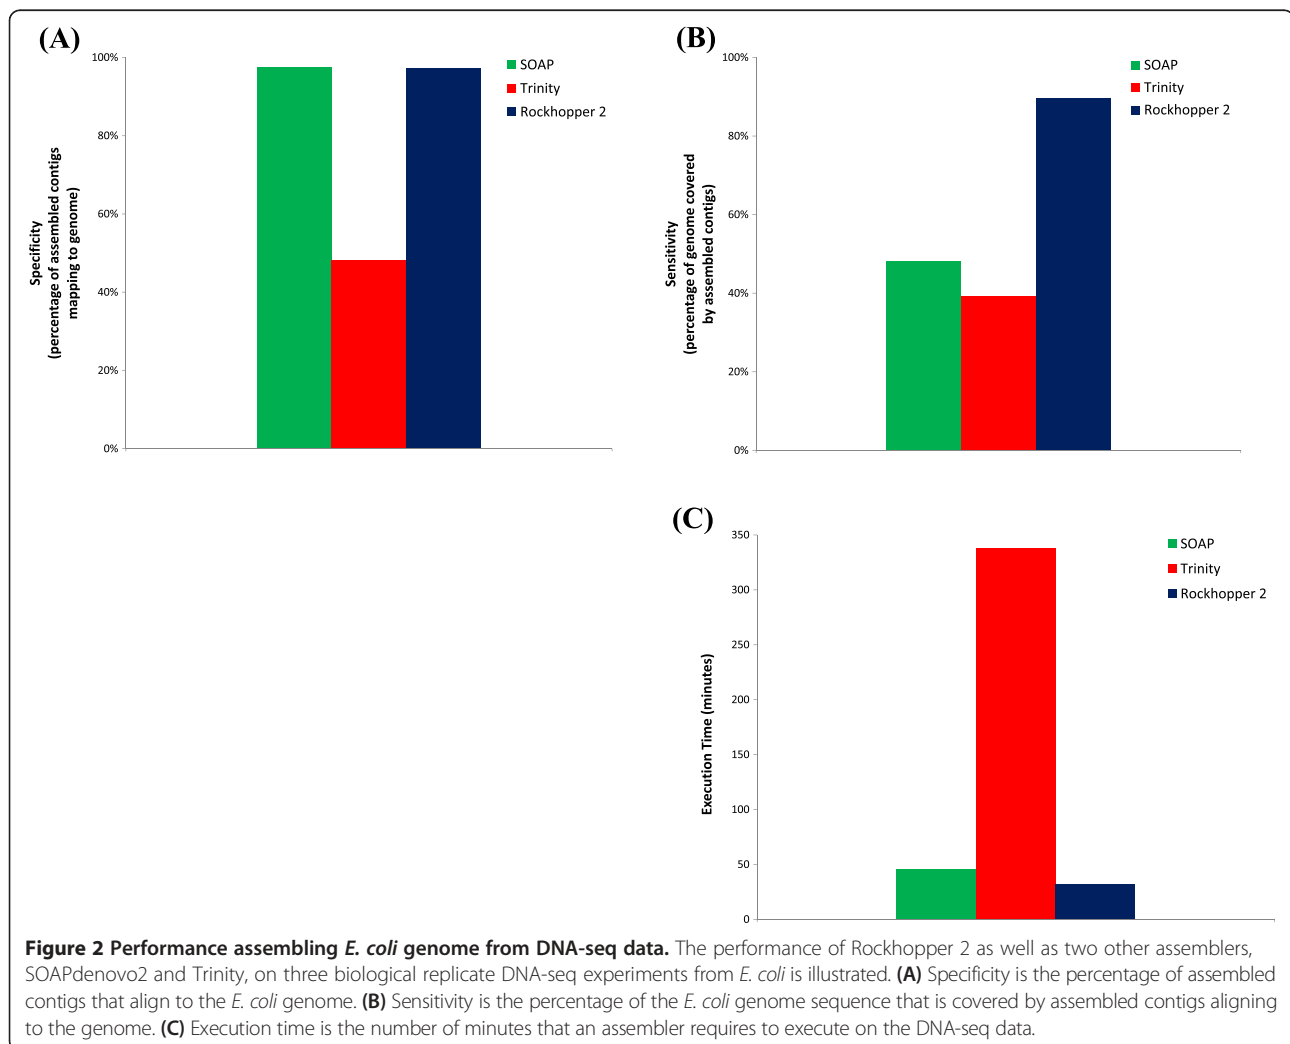 (A)
100%
80%
60%
40%
20%
0%
Specificity
(percentage of assembled contigs
mapping to genome)
SOAP
Trinity
Rockhopper 2
(B)
100%
80%
60%
40%
20%
0%
Sensitivity
(percentage of genome covered
by assembled contigs)
SOAP
Trinity
Rockhopper 2
(C)
350
300
250
200
150
100
50
0
Execution Time (minutes)
SOAP
Trinity
Rockhopper 2
Figure 2 Performance assembling E. coli genome from DNA-seq data. The performance of Rockhopper 2 as well as two other assemblers,
SOAPdenovo2 and Trinity, on three biological replicate DNA-seq experiments from E. coli is illustrated. (A) Specificity is the percentage of assembled
contigs that align to the E. coli genome. (B) Sensitivity is the percentage of the E. coli genome sequence that is covered by assembled contigs aligning
to the genome. (C) Execution time is the number of minutes that an assembler requires to execute on the DNA-seq data.